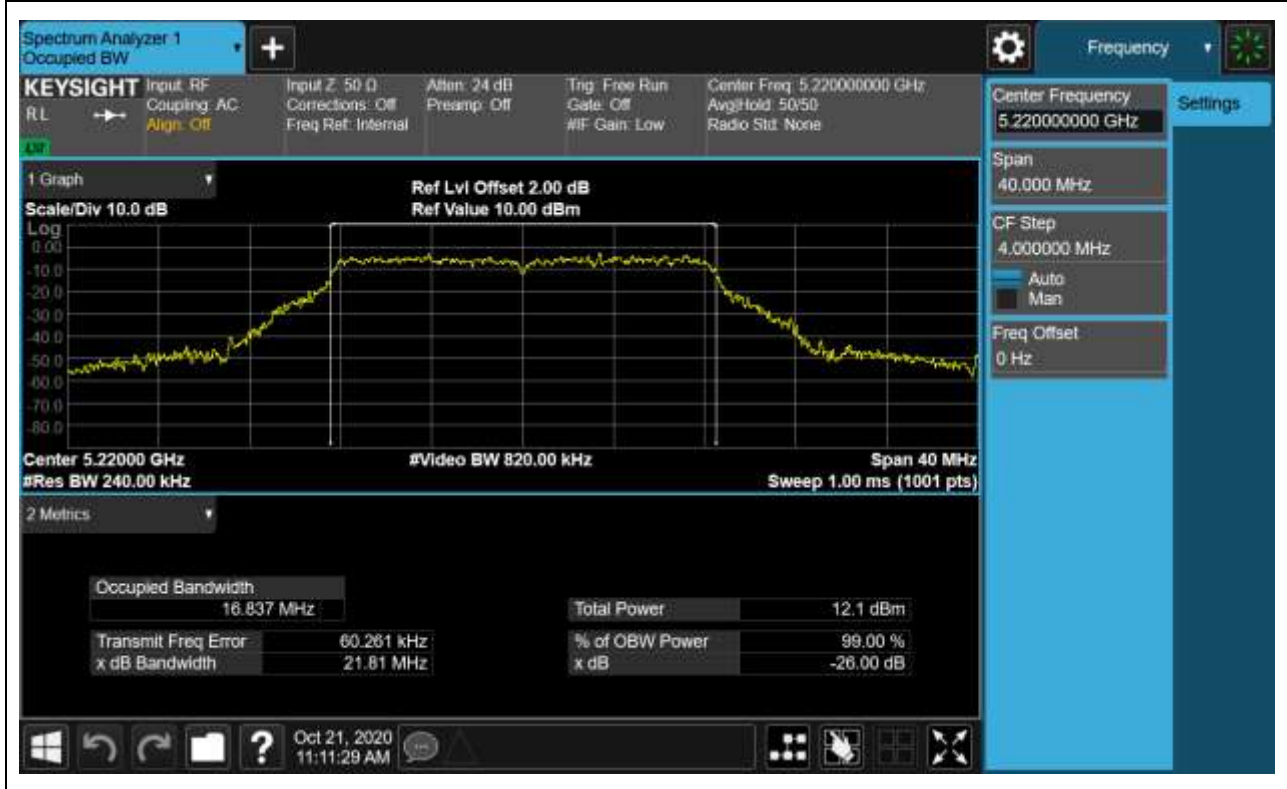 Spectrum Analyzer 1
Occupied BW
Frequency
KEYSIGHT
RL
Input: RF
Coupling: AC
Align: Off
Input Z: 50 Ω
Corrections: Off
Freq Ref: Internal
Atten: 24 dB
Preamp: Off
Trig: Free Run
Gate: Off
#IF Gain: Low
Center Freq: 5.220000000 GHz
Avg|Hold: 50/50
Radio Std: None
Center Frequency
5.220000000 GHz
Settings
Span
40.000 MHz
CF Step
4.000000 MHz
Auto
Man
Freq Offset
0 Hz
1 Graph
Scale/Div 10.0 dB
Ref Lvl Offset 2.00 dB
Ref Value 10.00 dBm
Log
0.00
-10.0
-20.0
-30.0
-40.0
-50.0
-60.0
-70.0
-80.0
Center 5.22000 GHz
#Res BW 240.00 kHz
#Video BW 820.00 kHz
Span 40 MHz
Sweep 1.00 ms (1001 pts)
2 Metrics
Occupied Bandwidth
16.837 MHz
Total Power 12.1 dBm
Transmit Freq Error 60.261 kHz
% of OBW Power 99.00 %
x dB Bandwidth 21.81 MHz
x dB -26.00 dB
?
Oct 21, 2020
11:11:29 AM